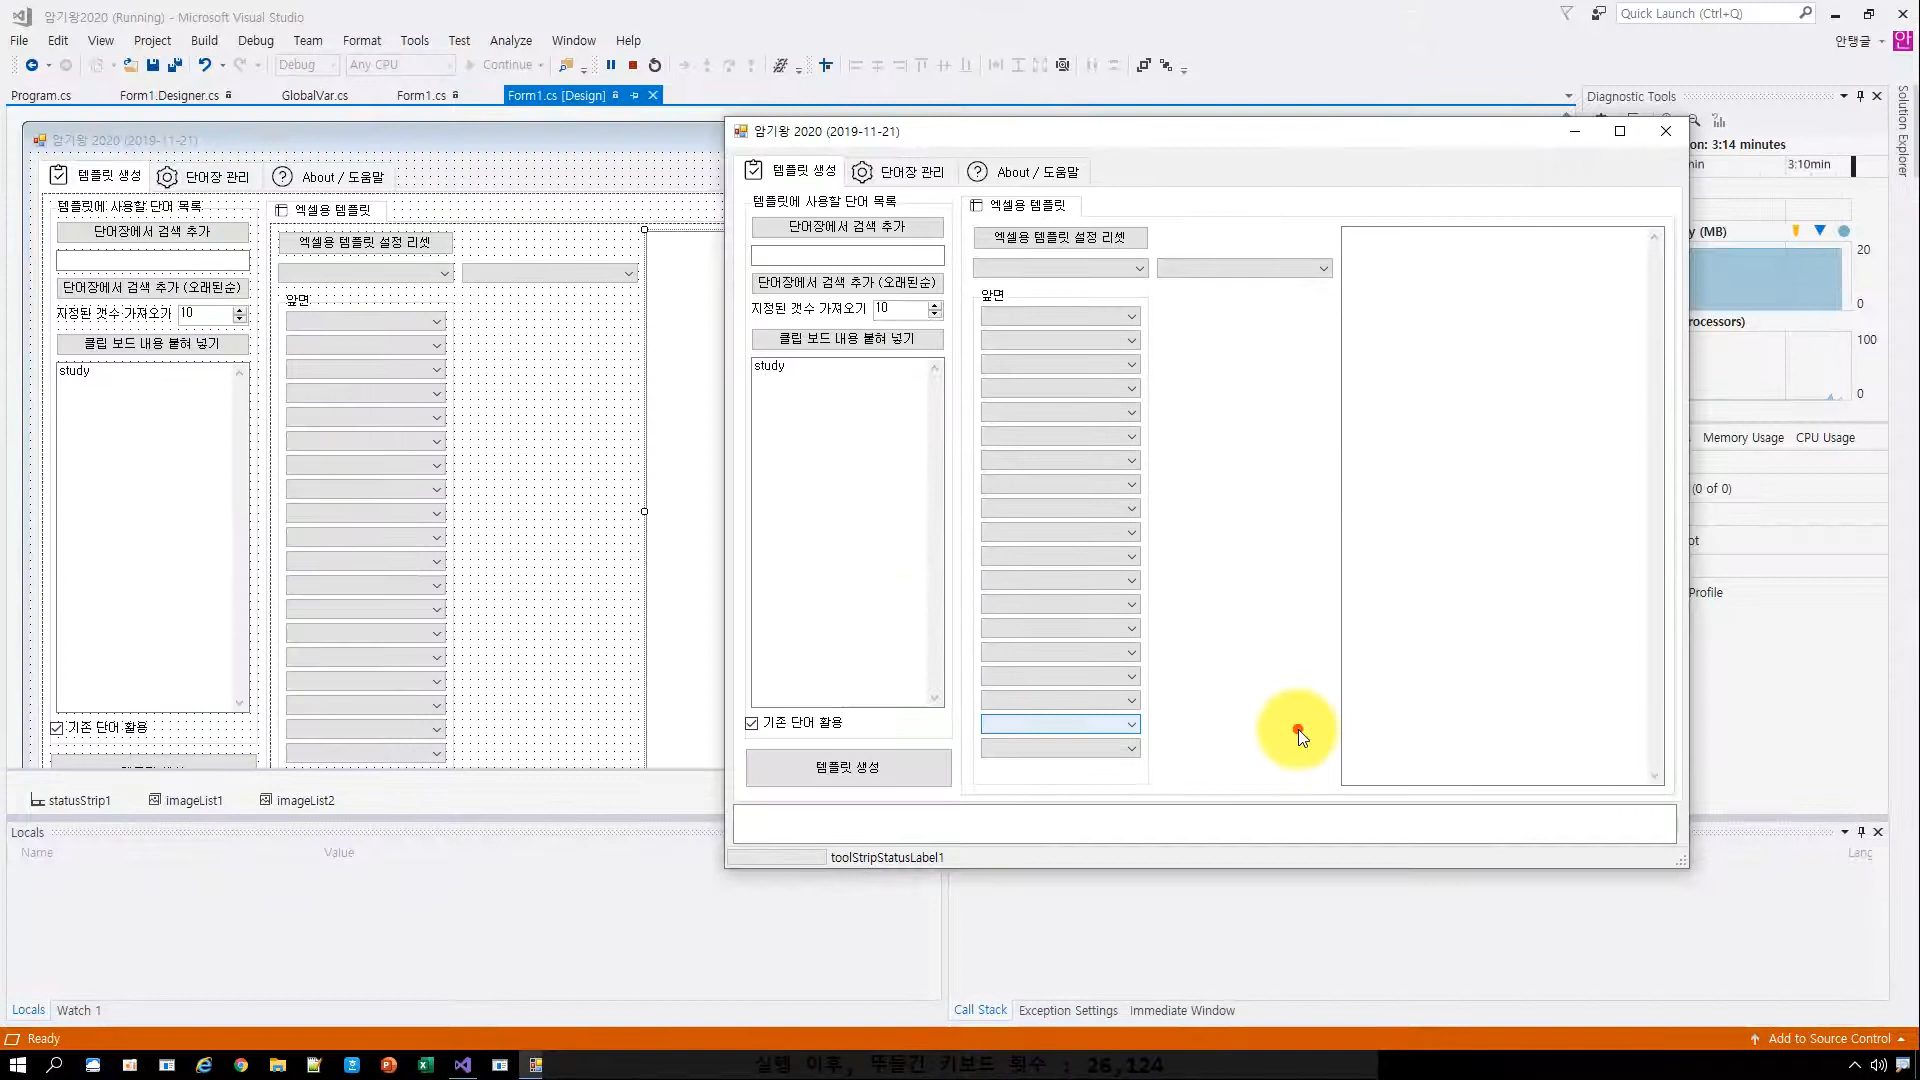 암기왕2020 (Running) - Microsoft Visual Studio
Quick Launch (Ctrl+Q)
File Edit View Project Build Debug Team Format Tools Test Analyze Window Help
안탱글 안
Debug Any CPU Continue
Program.cs Form1.Designer.cs GlobalVar.cs Form1.cs Form1.cs [Design]
Diagnostic Tools
Solution Explorer
암기왕 2020 (2019-11-21)
템플릿 생성 단어장 관리 About / 도움말
템플릿에 사용할 단어 목록
엑셀용 템플릿
단어장에서 검색 추가
엑셀용 템플릿 설정 리셋
단어장에서 검색 추가 (오래된순)
앞면
지정된 갯수 가져오기 10
클립 보드 내용 붙혀 넣기
study
기존 단어 활용
statusStrip1 imageList1 imageList2
암기왕 2020 (2019-11-21)
템플릿 생성 단어장 관리 About / 도움말
템플릿에 사용할 단어 목록
엑셀용 템플릿
단어장에서 검색 추가
엑셀용 템플릿 설정 리셋
단어장에서 검색 추가 (오래된순)
앞면
지정된 갯수 가져오기 10
클립 보드 내용 붙혀 넣기
study
기존 단어 활용
템플릿 생성
toolStripStatusLabel1
on: 3:14 minutes
min 3:10min
y (MB)
20
0
rocessors)
100
0
Memory Usage CPU Usage
(0 of 0)
ot
Profile
Locals
Name Value
Lang
Locals Watch 1
Call Stack Exception Settings Immediate Window
Ready
Add to Source Control
실행 이후, 뚜들긴 키보드 횟수 : 26,124